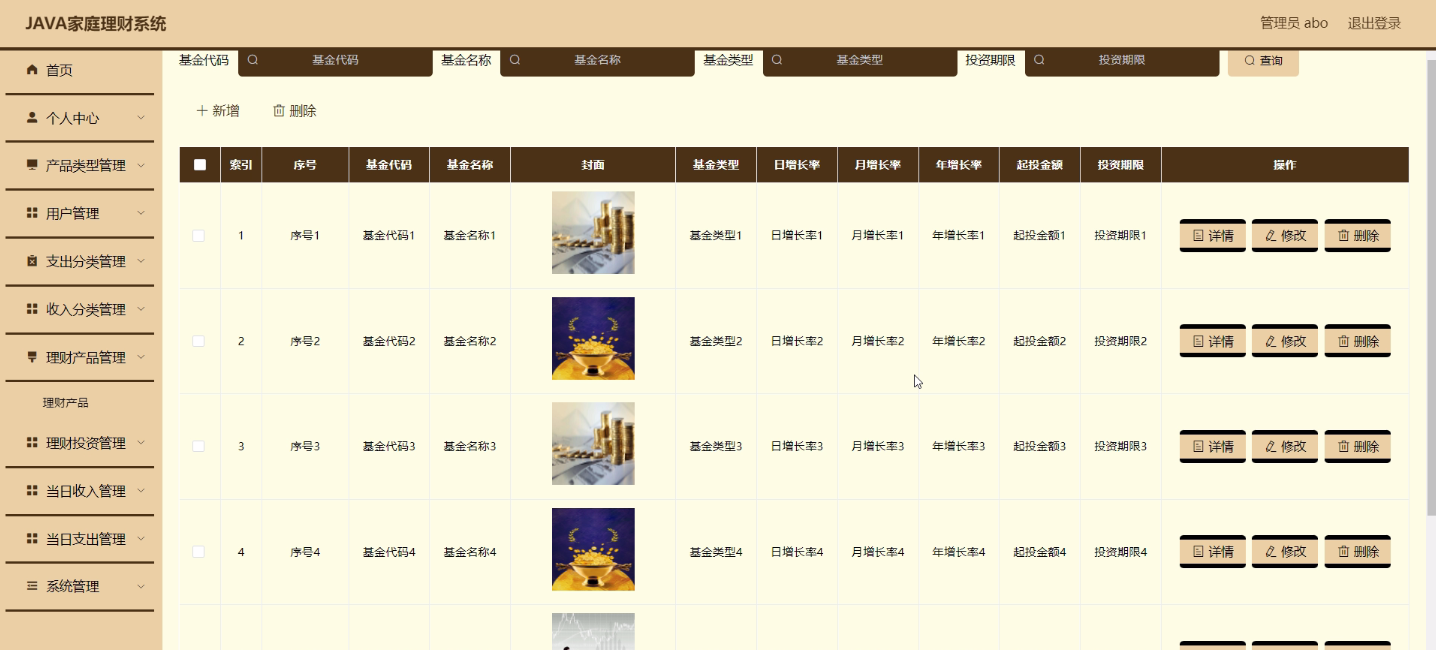 JAVA家庭理财系统
管理员 abo 退出登录
首页
个人中心
产品类型管理
用户管理
支出分类管理
收入分类管理
理财产品管理
理财产品
理财投资管理
当日收入管理
当日支出管理
系统管理
基金代码 基金代码 基金名称 基金名称 基金类型 基金类型 投资期限 投资期限 查询
新增 删除
索引 序号 基金代码 基金名称 封面 基金类型 日增长率 月增长率 年增长率 起投金额 投资期限 操作
1 序号1 基金代码1 基金名称1 基金类型1 日增长率1 月增长率1 年增长率1 起投金额1 投资期限1 详情 修改 删除
2 序号2 基金代码2 基金名称2 基金类型2 日增长率2 月增长率2 年增长率2 起投金额2 投资期限2 详情 修改 删除
3 序号3 基金代码3 基金名称3 基金类型3 日增长率3 月增长率3 年增长率3 起投金额3 投资期限3 详情 修改 删除
4 序号4 基金代码4 基金名称4 基金类型4 日增长率4 月增长率4 年增长率4 起投金额4 投资期限4 详情 修改 删除